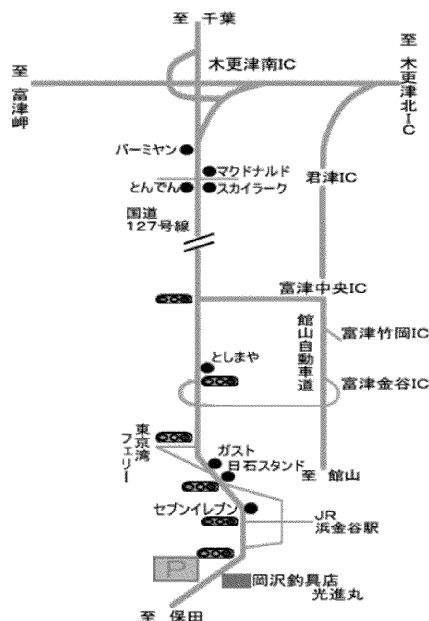 至 千葉
木更津南IC
至 木更津北IC
至 富津岬
バーミヤン
マクドナルド
とんでん
スカイラーク
君津IC
国道
127号線
富津中央IC
館山自動車道
富津竹岡IC
としまや
富津金谷IC
東京湾
フェリー
ガスト
日石スタンド
至 館山
セブンイレブン
JR
浜金谷駅
P
岡沢釣具店
光進丸
至 保田